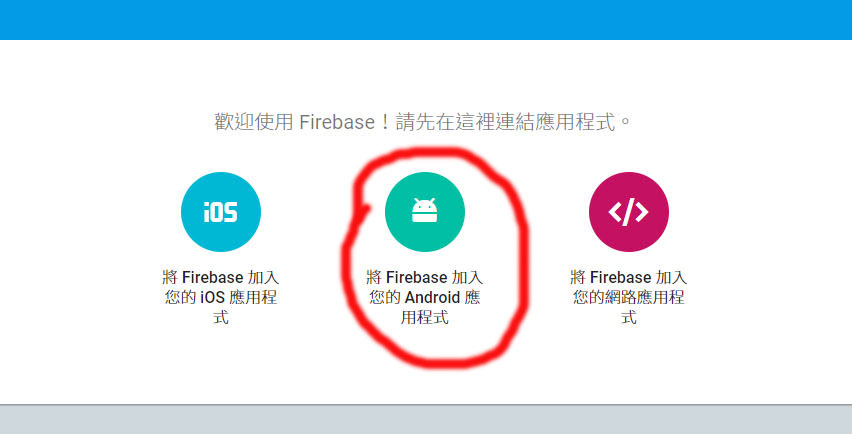 歡迎使用 Firebase！請先在這裡連結應用程式。
iOS
</>
將 Firebase 加入
您的 iOS 應用程
式
將 Firebase 加入
您的 Android 應
用程式
將 Firebase 加入
您的網路應用程
式